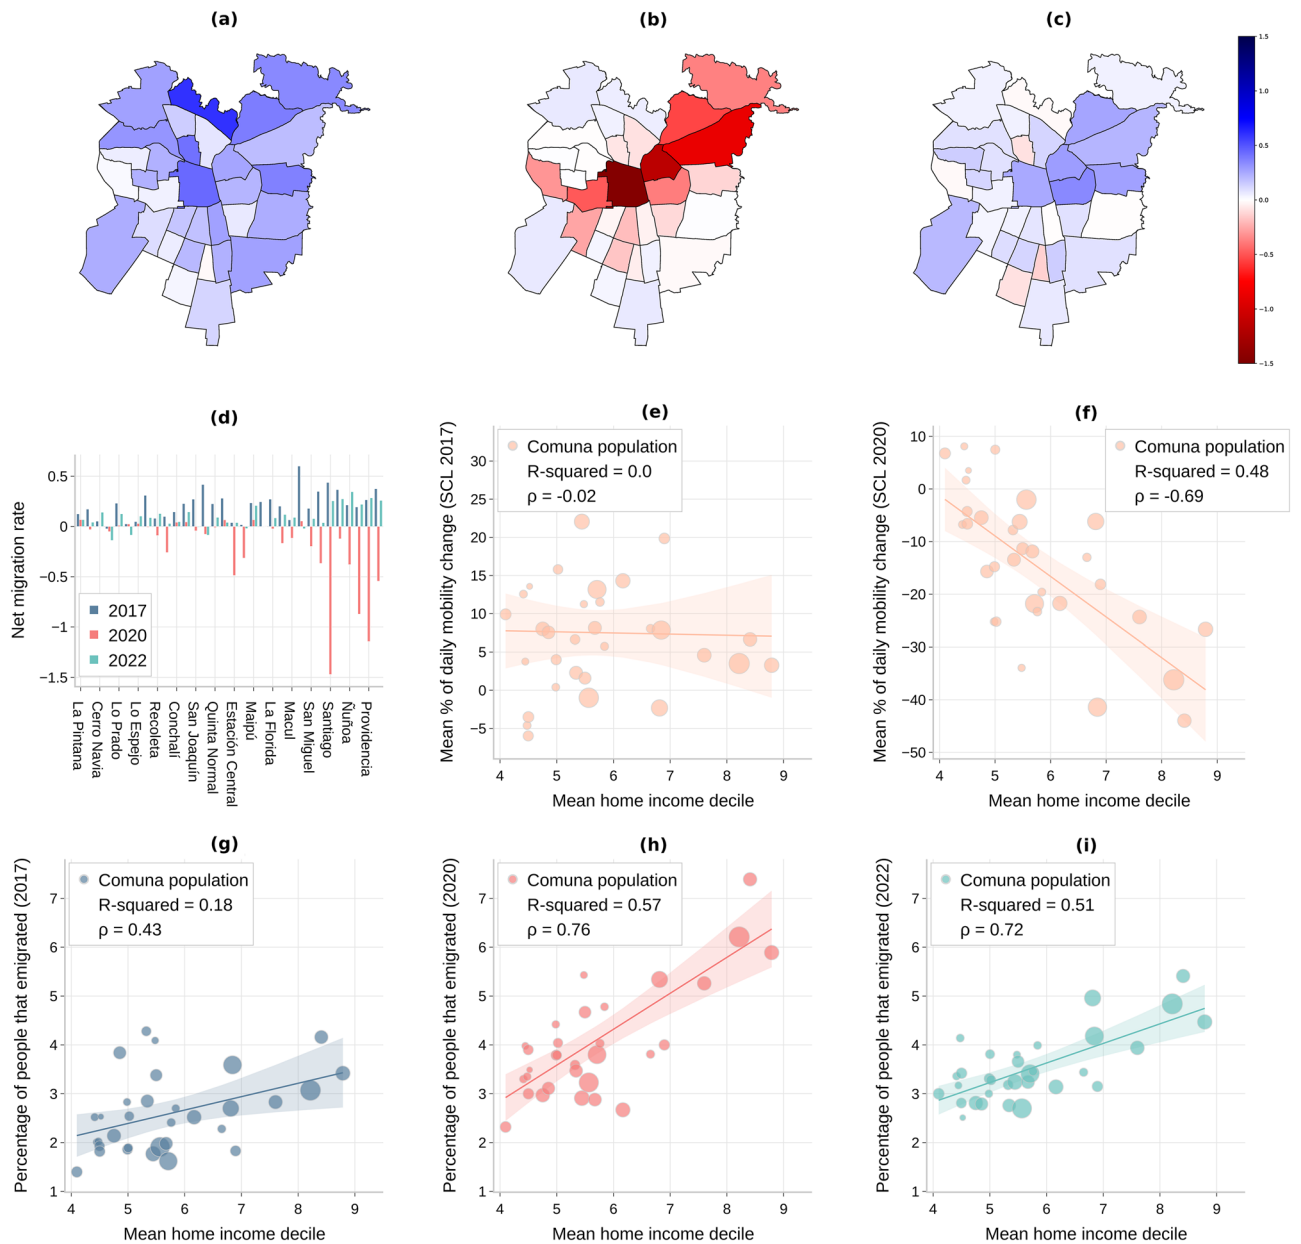 (a)
(b)
(c)
1.5
1.0
0.5
0.0
−0.5
−1.0
−1.5
(d)
Net migration rate
0.5
0
−0.5
−1
−1.5
2017
2020
2022
La Pintana
Cerro Navia
Lo Prado
Lo Espejo
Recoleta
Conchalí
San Joaquín
Quinta Normal
Estación Central
Maipú
La Florida
Macul
San Miguel
Santiago
Ñuñoa
Providencia
(e)
Mean % of daily mobility change (SCL 2017)
Comuna population
R-squared = 0.0
ρ = -0.02
30
25
20
15
10
5
0
−5
4 5 6 7 8 9
Mean home income decile
(f)
Mean % of daily mobility change (SCL 2020)
Comuna population
R-squared = 0.48
ρ = -0.69
10
0
−10
−20
−30
−40
−50
4 5 6 7 8 9
Mean home income decile
(g)
Percentage of people that emigrated (2017)
Comuna population
R-squared = 0.18
ρ = 0.43
7
6
5
4
3
2
1
4 5 6 7 8 9
Mean home income decile
(h)
Percentage of people that emigrated (2020)
Comuna population
R-squared = 0.57
ρ = 0.76
7
6
5
4
3
2
1
4 5 6 7 8 9
Mean home income decile
(i)
Percentage of people that emigrated (2022)
Comuna population
R-squared = 0.51
ρ = 0.72
7
6
5
4
3
2
1
4 5 6 7 8 9
Mean home income decile